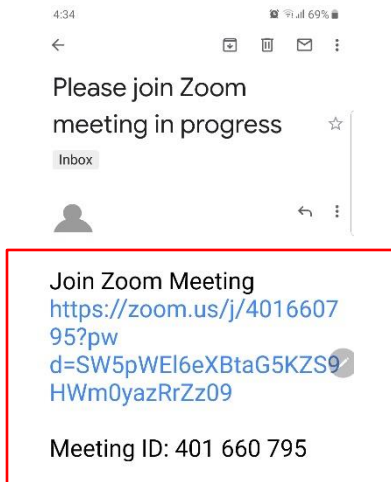 4:34 69%
Please join Zoom
meeting in progress
Inbox
Join Zoom Meeting
https://zoom.us/j/4016607
95?pw
d=SW5pWEl6eXBtaG5KZS9
HWm0yazRrZz09
Meeting ID: 401 660 795